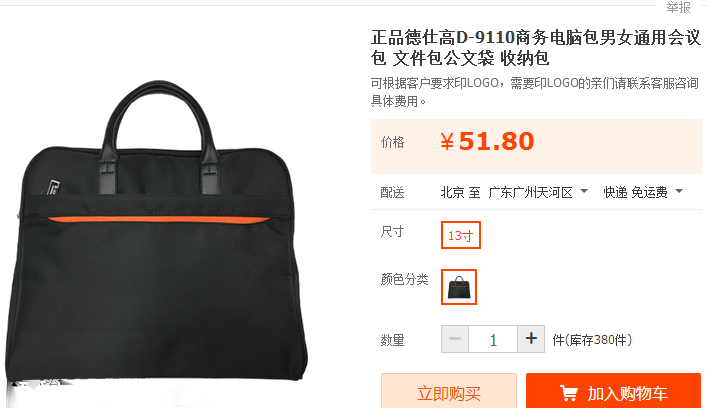 举报
正品德仕高D-9110商务电脑包男女通用会议
包 文件包公文袋 收纳包
可根据客户要求印LOGO，需要印LOGO的亲们请联系客服咨询
具体费用。
价格 ¥51.80
配送 北京 至 广东广州天河区 快递 免运费
尺寸 13寸
颜色分类
数量 − 1 + 件(库存380件)
立即购买 加入购物车